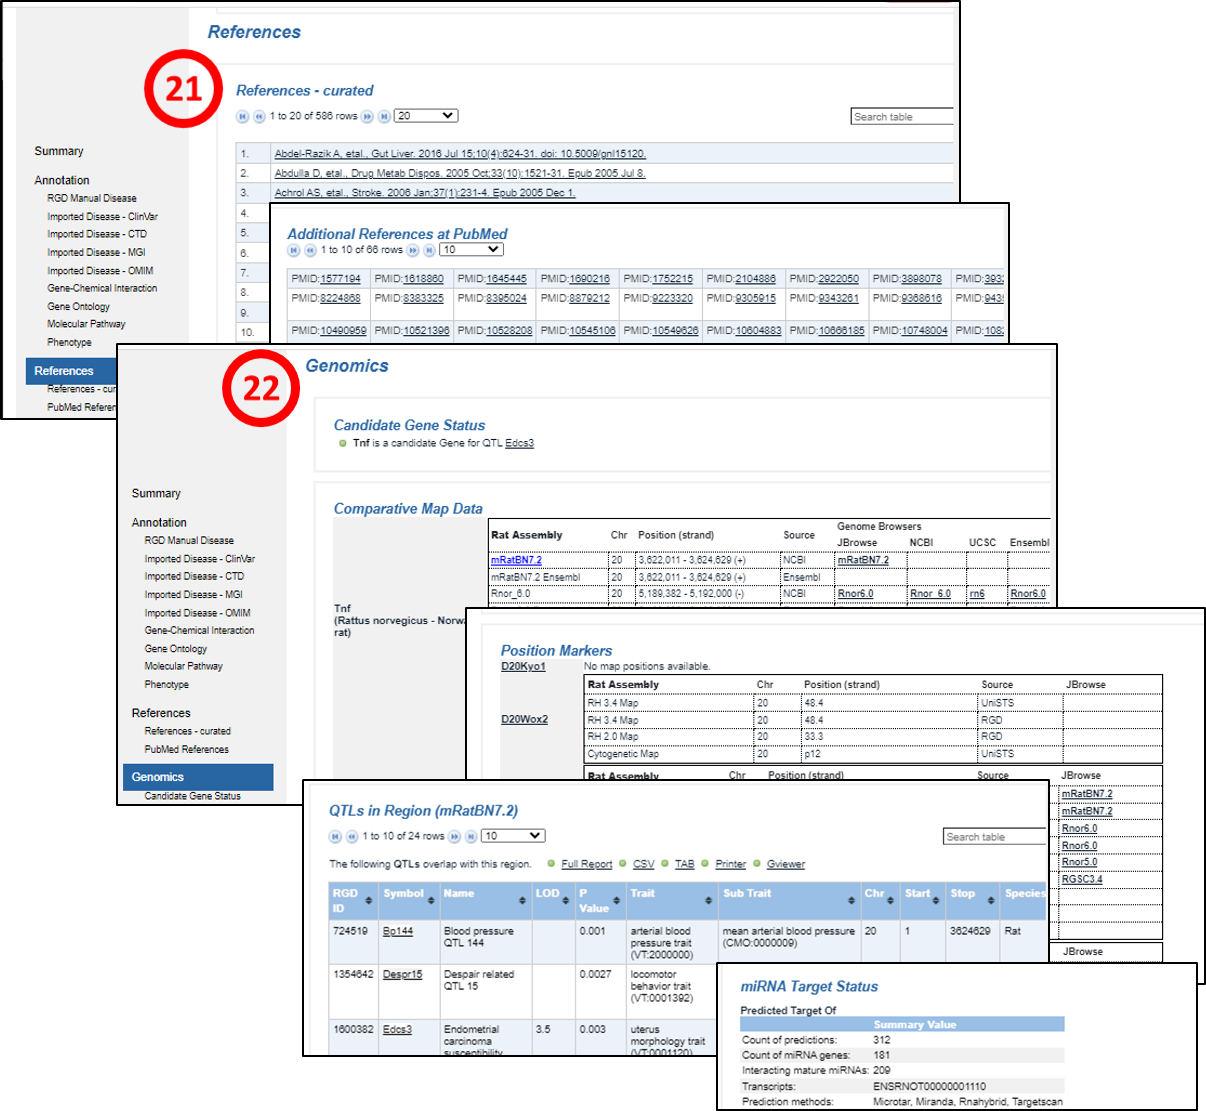 References
21
References - curated
1 to 20 of 586 rows 20
Search table
1. Abdel-Razik A, etal., Gut Liver. 2016 Jul 15;10(4):624-31. doi: 10.5009/gnl15120.
2. Abdulla D, etal., Drug Metab Dispos. 2005 Oct;33(10):1521-31. Epub 2005 Jul 8.
3. Achrol AS, etal., Stroke. 2006 Jan;37(1):231-4. Epub 2005 Dec 1.
4.
5.
6.
7.
8.
9.
10.
Summary
Annotation
RGD Manual Disease
Imported Disease - ClinVar
Imported Disease - CTD
Imported Disease - MGI
Imported Disease - OMIM
Gene-Chemical Interaction
Gene Ontology
Molecular Pathway
Phenotype
References
References - cur
PubMed Referen
Additional References at PubMed
1 to 10 of 66 rows 10
PMID:1577194 PMID:1618860 PMID:1645445 PMID:1690216 PMID:1752215 PMID:2104886 PMID:2922050 PMID:3898078 PMID:393
PMID:8224868 PMID:8383325 PMID:8395024 PMID:8879212 PMID:9223320 PMID:9305915 PMID:9343261 PMID:9368616 PMID:943
PMID:10490959 PMID:10521396 PMID:10528208 PMID:10545106 PMID:10549626 PMID:10604883 PMID:10666185 PMID:10748004 PMID:108
Genomics
22
Candidate Gene Status
Tnf is a candidate Gene for QTL Edcs3
Summary
Annotation
RGD Manual Disease
Imported Disease - ClinVar
Imported Disease - CTD
Imported Disease - MGI
Imported Disease - OMIM
Gene-Chemical Interaction
Gene Ontology
Molecular Pathway
Phenotype
References
References - curated
PubMed References
Genomics
Candidate Gene Status
Comparative Map Data
Genome Browsers
Rat Assembly Chr Position (strand) Source JBrowse NCBI UCSC Ensembl
mRatBN7.2 20 3,622,011 - 3,624,629 (+) NCBI mRatBN7.2
mRatBN7.2 Ensembl 20 3,622,011 - 3,624,629 (+) Ensembl
Rnor_6.0 20 5,189,382 - 5,192,000 (-) NCBI Rnor6.0 Rnor_6.0 rn6 Rnor6.0
Tnf
(Rattus norvegicus - Norwa
rat)
Position Markers
D20Kyo1 No map positions available.
Rat Assembly Chr Position (strand) Source JBrowse
RH 3.4 Map 20 48.4 UniSTS
D20Wox2 RH 3.4 Map 20 48.4 RGD
RH 2.0 Map 20 33.3 RGD
Cytogenetic Map 20 p12 UniSTS
Rat Assembly Chr Position (strand) Source JBrowse
mRatBN7.2
mRatBN7.2
Rnor6.0
Rnor6.0
Rnor5.0
RGSC3.4
JBrowse
QTLs in Region (mRatBN7.2)
1 to 10 of 24 rows 10
Search table
The following QTLs overlap with this region. Full Report CSV TAB Printer Gviewer
RGD ID Symbol Name LOD P Value Trait Sub Trait Chr Start Stop Species
724519 Bp144 Blood pressure QTL 144 0.001 arterial blood pressure trait (VT:2000000) mean arterial blood pressure (CMO:0000009) 20 1 3624629 Rat
1354642 Despr15 Despair related QTL 15 0.0027 locomotor behavior trait (VT:0001392)
1600382 Edcs3 Endometrial carcinoma susceptibility 3.5 0.003 uterus morphology trait (VT:0001120)
miRNA Target Status
Predicted Target Of
Summary Value
Count of predictions: 312
Count of miRNA genes: 181
Interacting mature miRNAs: 209
Transcripts: ENSRNOT00000001110
Prediction methods: Microtar, Miranda, Rnahybrid, Targetscan